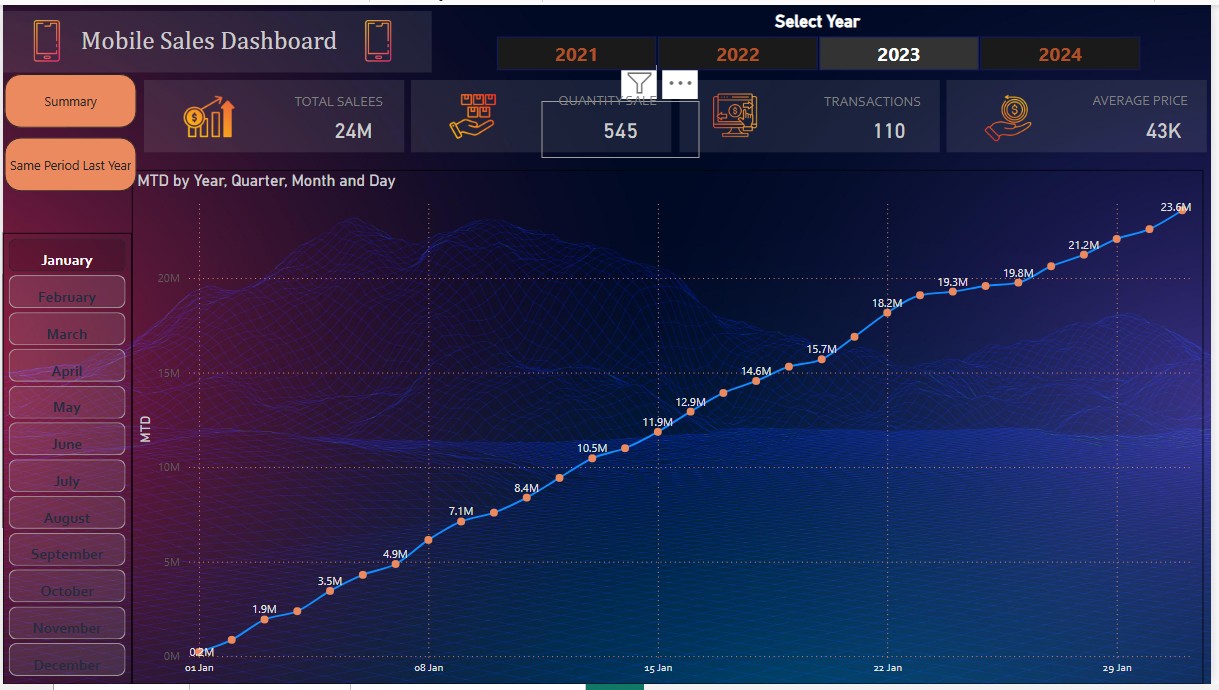 Mobile Sales Dashboard
Select Year
2021
2022
2023
2024
Summary
Same Period Last Year
TOTAL SALEES
24M
QUANTITY SALE
545
TRANSACTIONS
110
AVERAGE PRICE
43K
January
February
March
April
May
June
July
August
September
October
November
December
MTD by Year, Quarter, Month and Day
MTD
20M
15M
10M
5M
0M
0.2M
1.9M
3.5M
4.9M
7.1M
8.4M
10.5M
11.9M
12.9M
14.6M
15.7M
18.2M
19.3M
19.8M
21.2M
23.6M
01 Jan
08 Jan
15 Jan
22 Jan
29 Jan